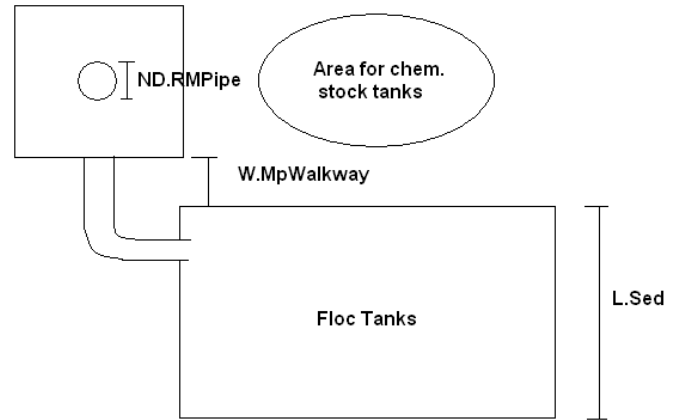 ND.RMPipe
Area for chem.
stock tanks
W.MpWalkway
Floc Tanks
L.Sed